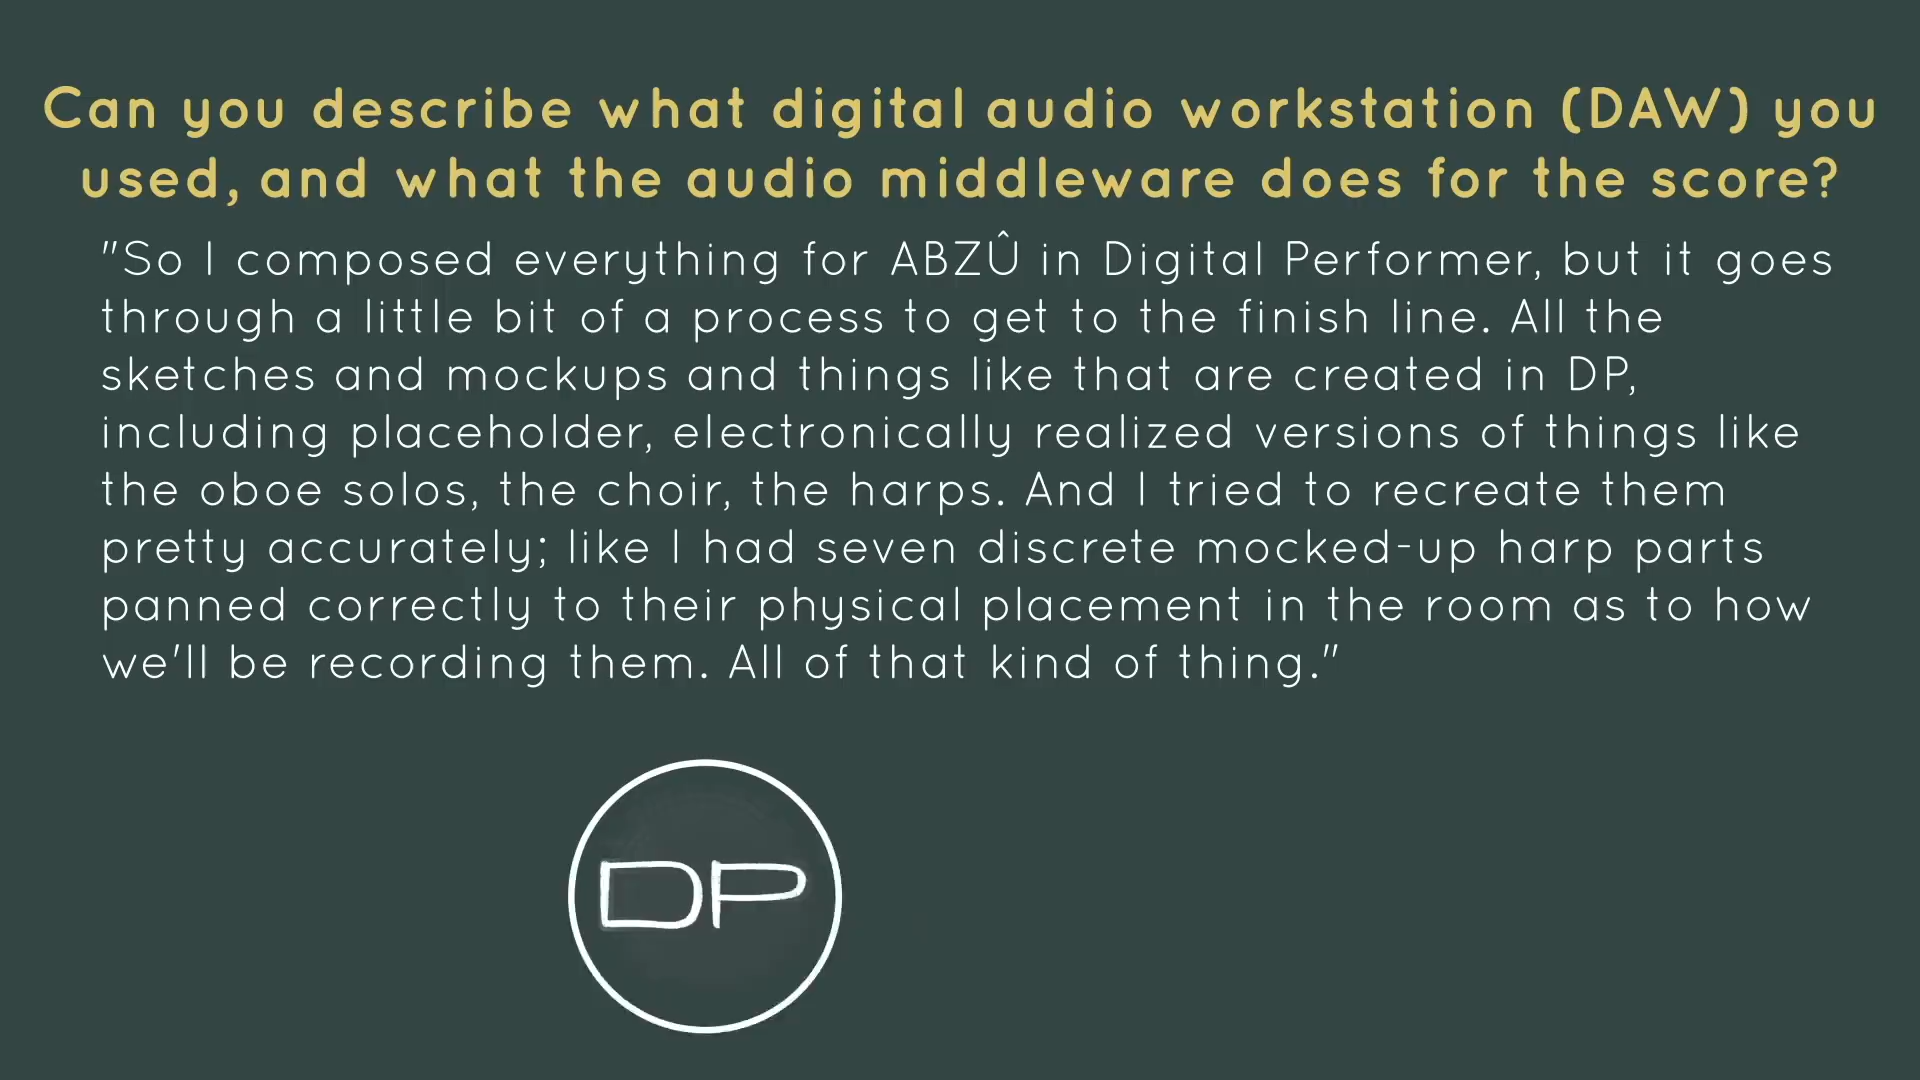 Can you describe what digital audio workstation (DAW) you
used, and what the audio middleware does for the score?
"So I composed everything for ABZÛ in Digital Performer, but it goes
through a little bit of a process to get to the finish line. All the
sketches and mockups and things like that are created in DP,
including placeholder, electronically realized versions of things like
the oboe solos, the choir, the harps. And I tried to recreate them
pretty accurately; like I had seven discrete mocked-up harp parts
panned correctly to their physical placement in the room as to how
we'll be recording them. All of that kind of thing."
DP